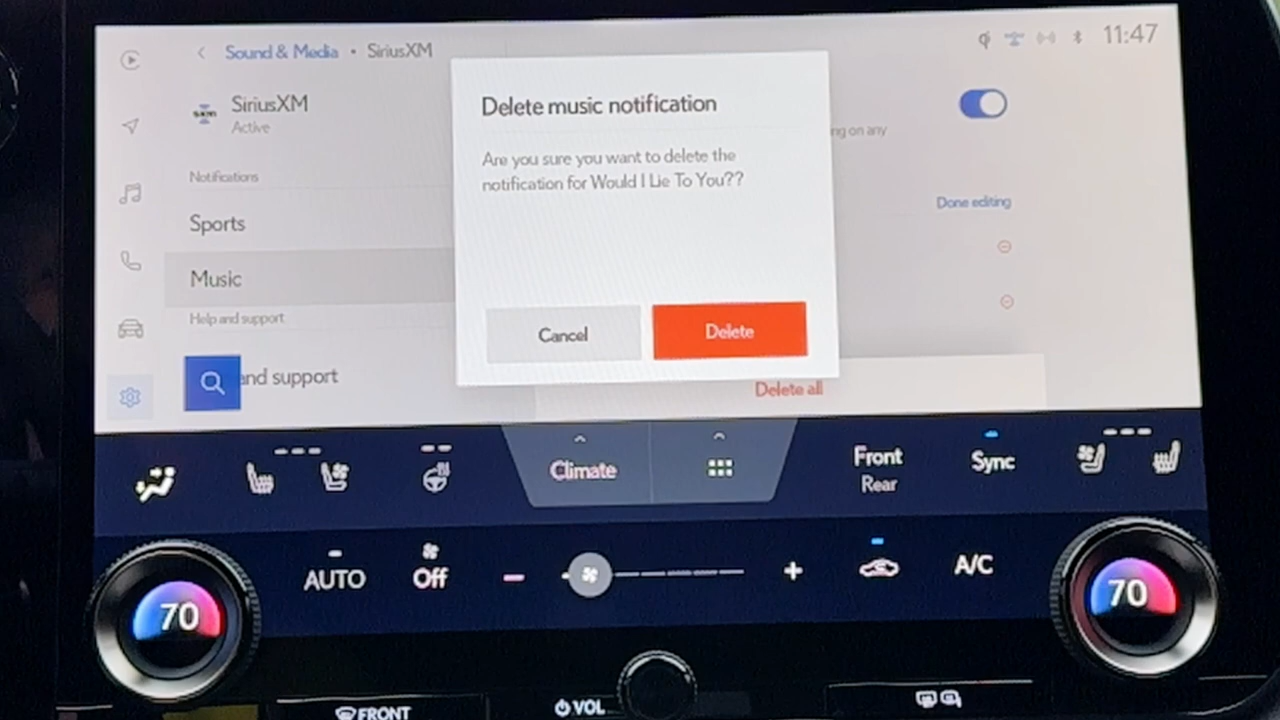 Sound & Media • SiriusXM
11:47
SiriusXM
Active
Notifications
Sports
Music
Help and support
and support
Delete music notification
Are you sure you want to delete the
notification for Would I Lie To You??
Cancel
Delete
ng on any
Done editing
Delete all
Climate
Front
Rear
Sync
AUTO
Off
A/C
70
70
FRONT
VOL